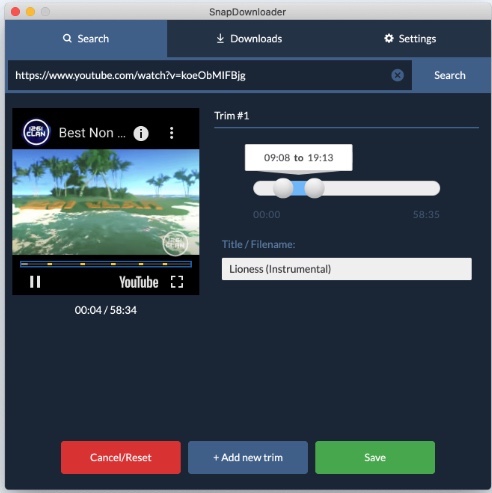 SnapDownloader
Search
Downloads
Settings
https://www.youtube.com/watch?v=koeObMIFBjg
Search
Best Non ...
Trim #1
09:08 to 19:13
00:00
58:35
Title / Filename:
Lioness (Instrumental)
YouTube
00:04 / 58:34
Cancel/Reset
+ Add new trim
Save